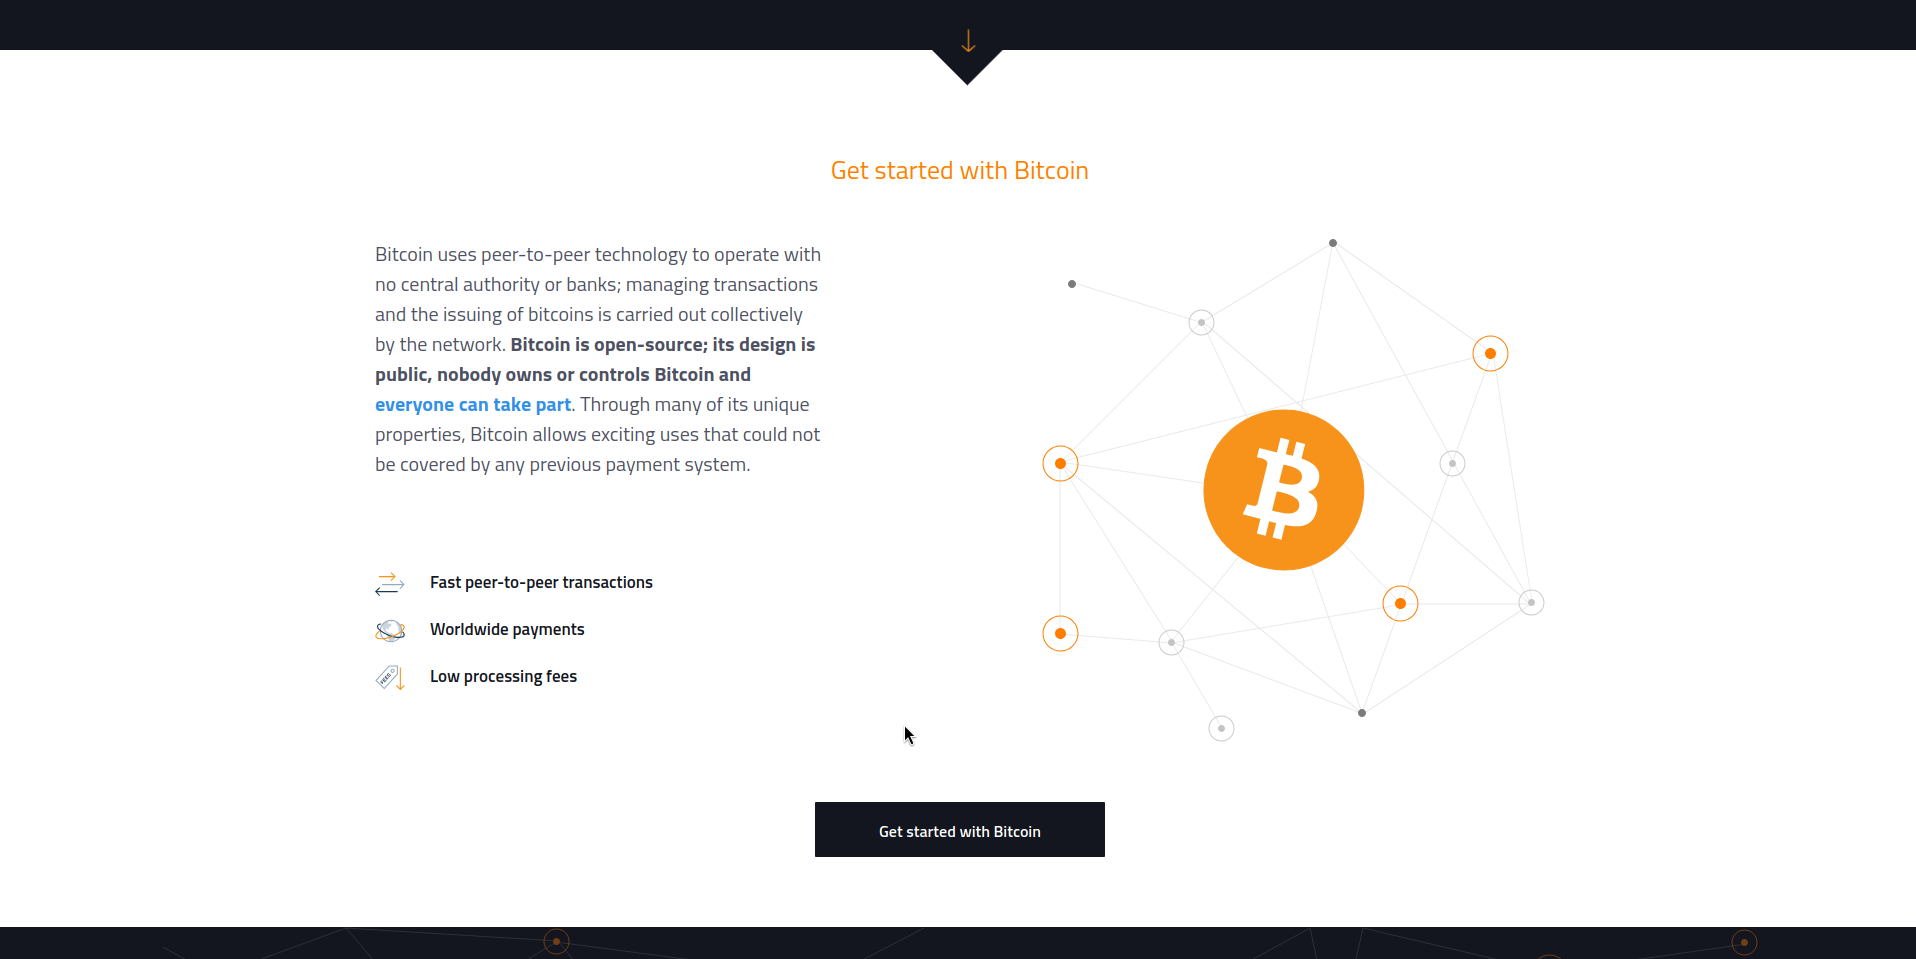 Get started with Bitcoin
Bitcoin uses peer-to-peer technology to operate with
no central authority or banks; managing transactions
and the issuing of bitcoins is carried out collectively
by the network. Bitcoin is open-source; its design is
public, nobody owns or controls Bitcoin and
everyone can take part. Through many of its unique
properties, Bitcoin allows exciting uses that could not
be covered by any previous payment system.
Fast peer-to-peer transactions
Worldwide payments
FEES
Low processing fees
Get started with Bitcoin